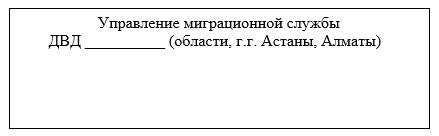 Управление миграционной службы
ДВД __________ (области, г.г. Астаны, Алматы)